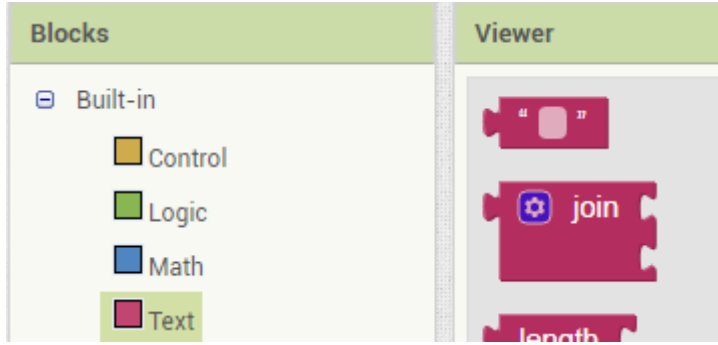 Blocks
Built-in
Control
Logic
Math
Text
Viewer
“ ”
join
length